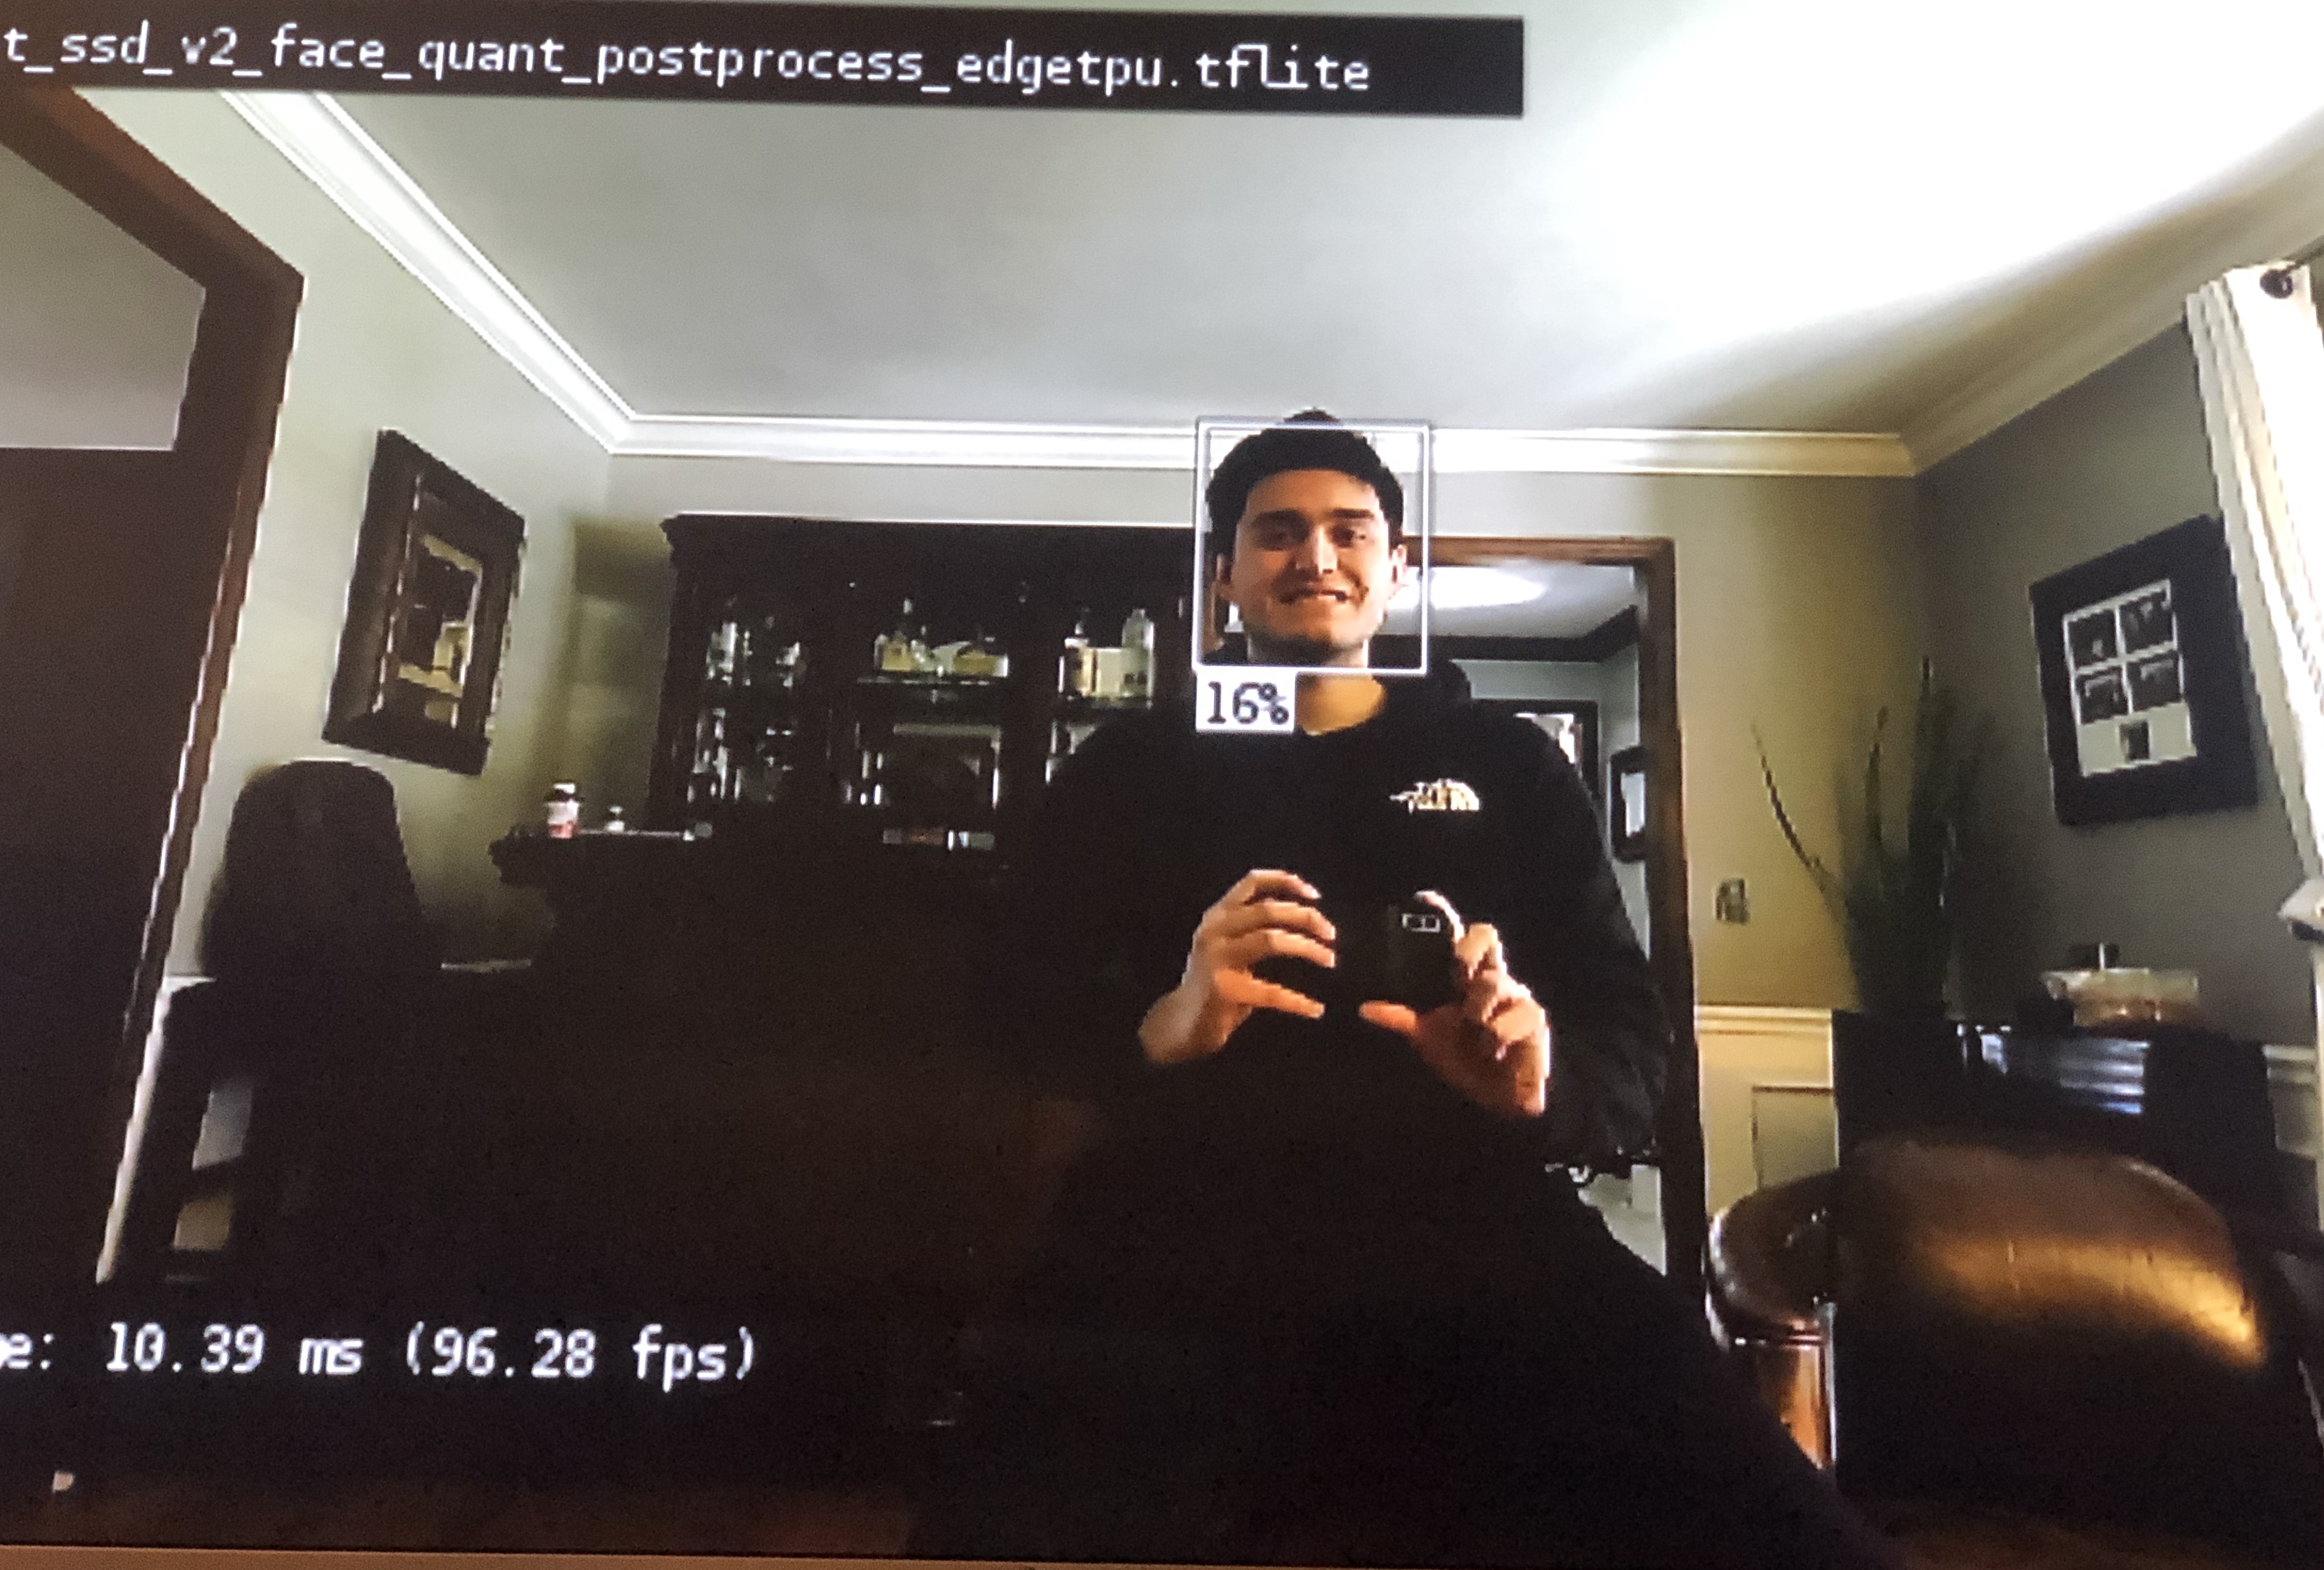 t_ssd_v2_face_quant_postprocess_edgetpu.tflite
16%
e: 10.39 ms (96.28 fps)